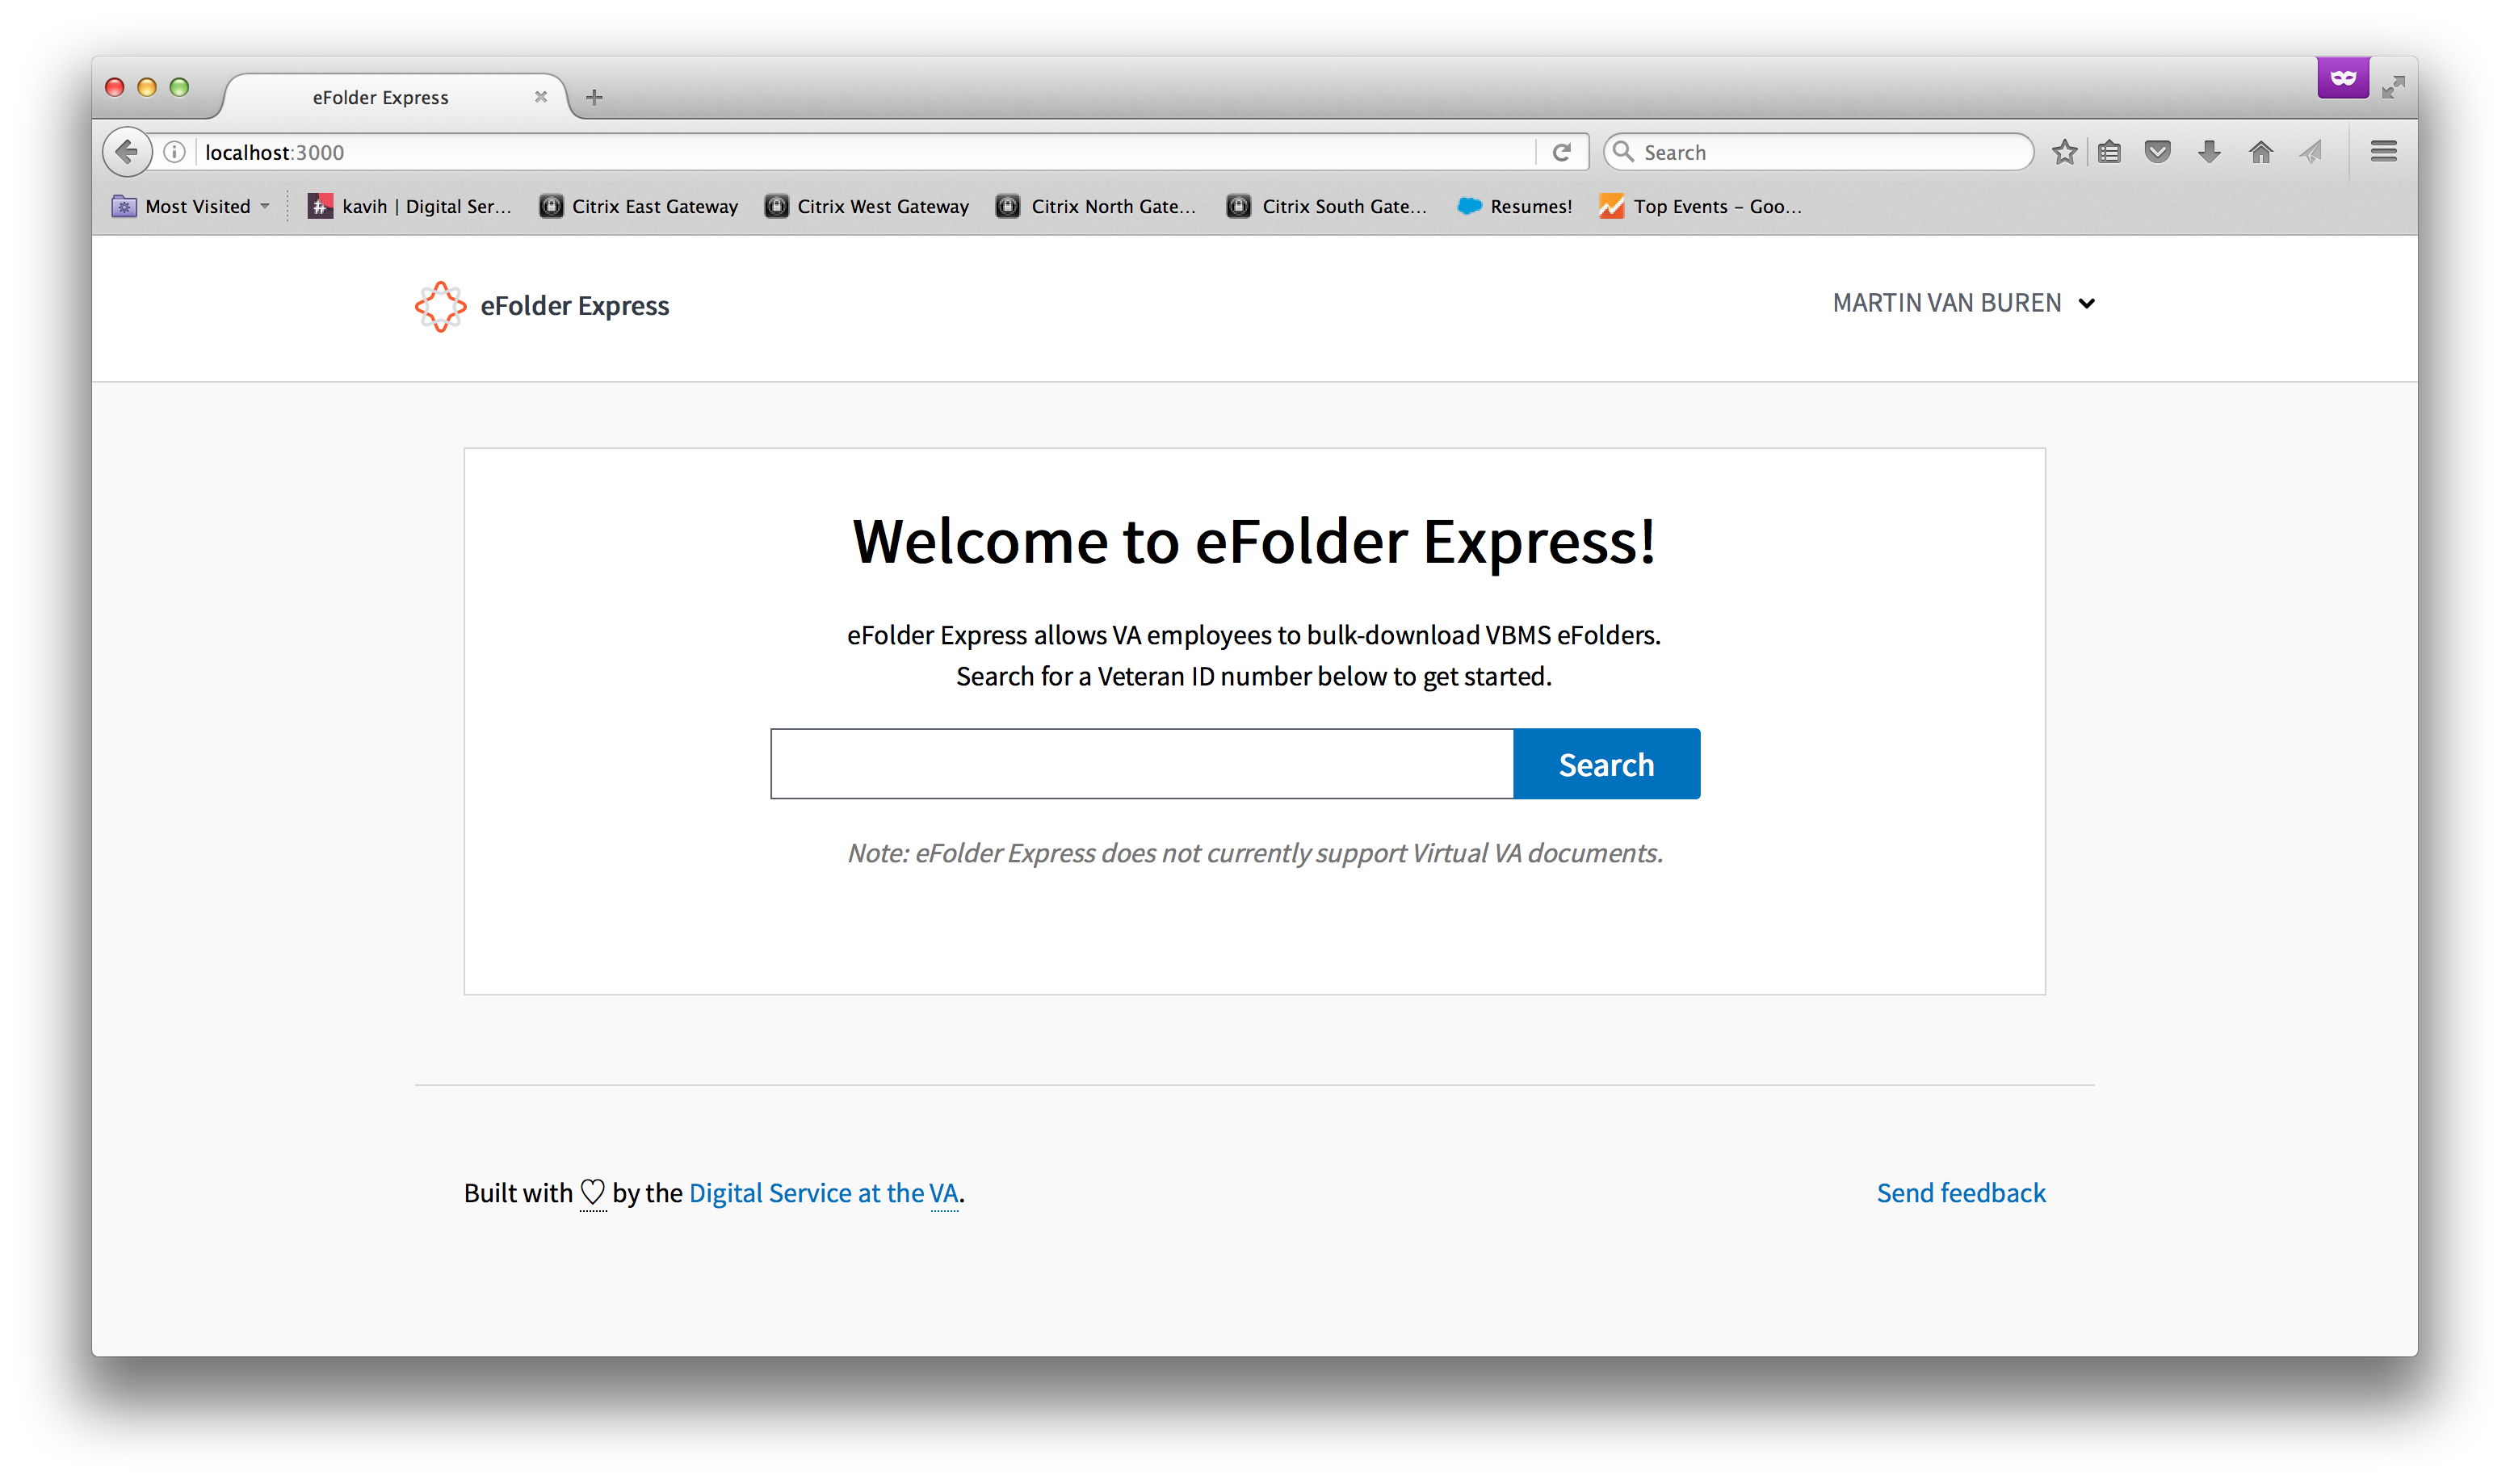 eFolder Express
localhost:3000
Search
Most Visited
kavih | Digital Ser...
Citrix East Gateway
Citrix West Gateway
Citrix North Gate...
Citrix South Gate...
Resumes!
Top Events – Goo...
eFolder Express
MARTIN VAN BUREN
Welcome to eFolder Express!
eFolder Express allows VA employees to bulk-download VBMS eFolders.
Search for a Veteran ID number below to get started.
Search
Note: eFolder Express does not currently support Virtual VA documents.
Built with ♡ by the Digital Service at the VA.
Send feedback